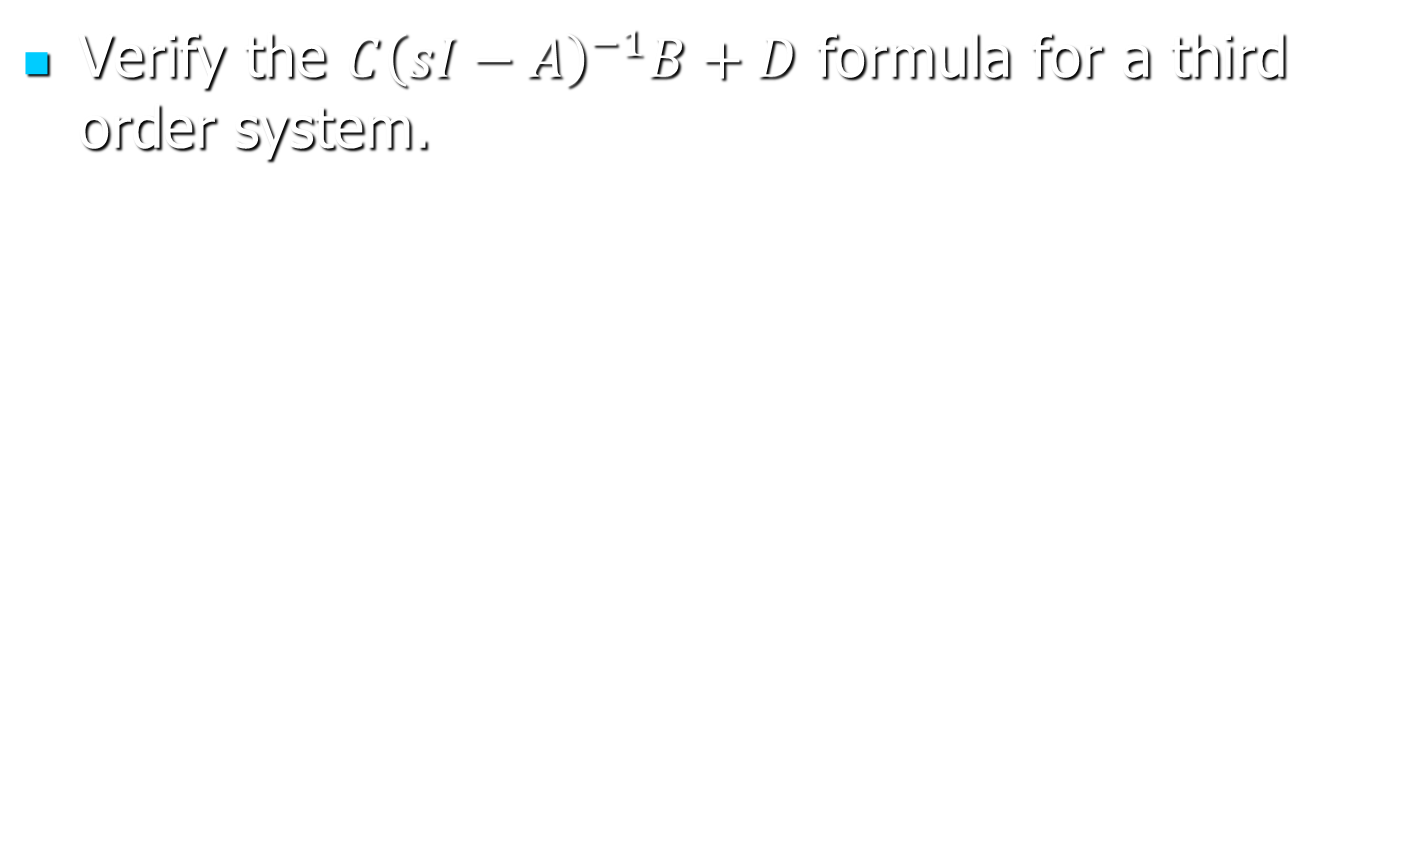 Verify the C(sI − A)⁻¹B + D formula for a third
order system.